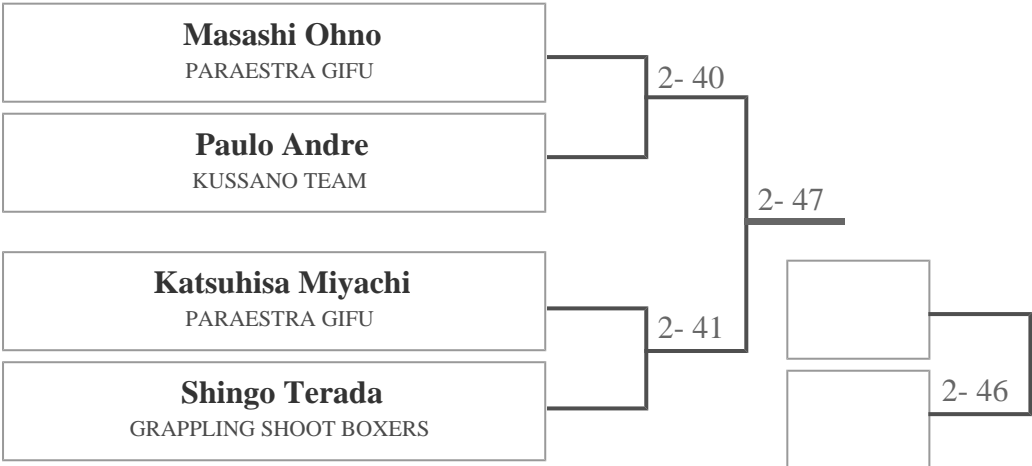 Masashi Ohno
PARAESTRA GIFU
2- 40
Paulo Andre
KUSSANO TEAM
2- 47
Katsuhisa Miyachi
PARAESTRA GIFU
2- 41
Shingo Terada
GRAPPLING SHOOT BOXERS
2- 46